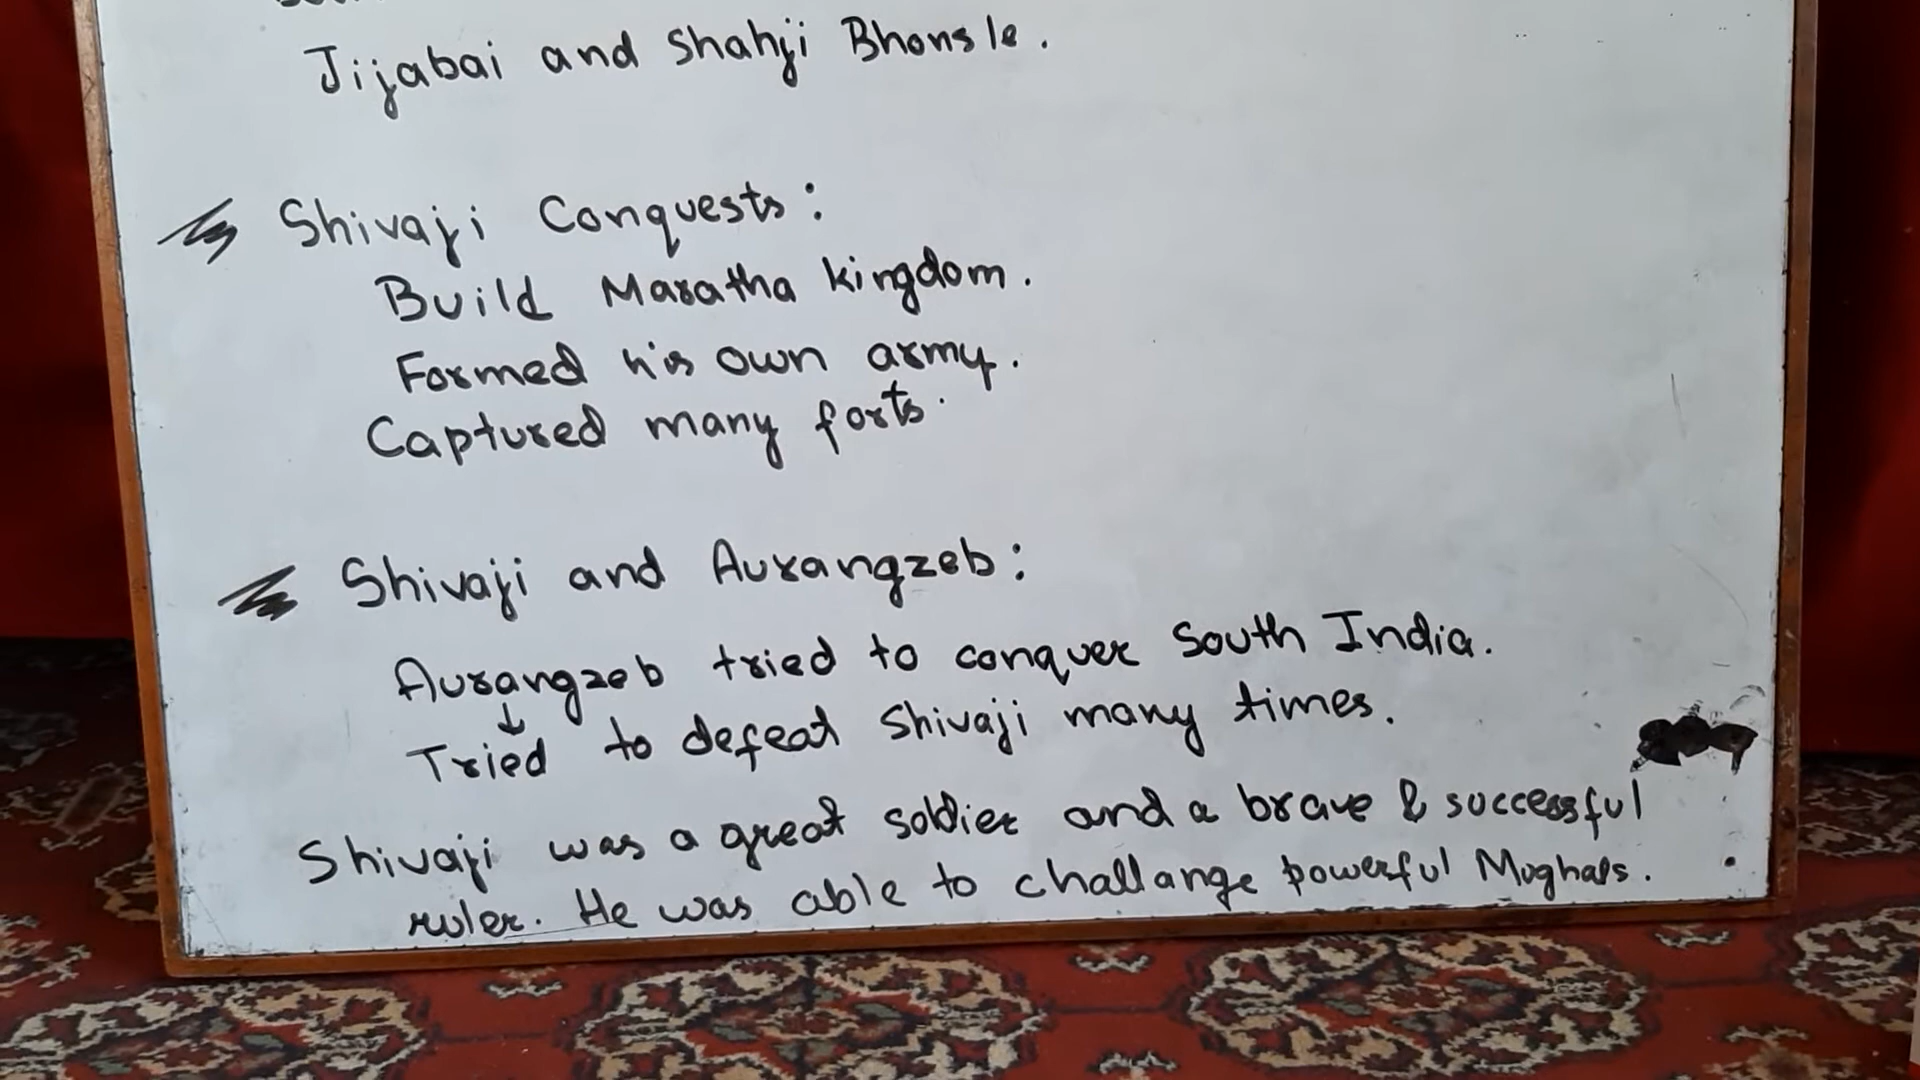 Jijabai and Shahji Bhonsle.
Shivaji Conquests:
Build Maratha kingdom.
Formed his own army.
Captured many forts.
Shivaji and Aurangzeb:
Aurangzeb tried to conquer South India.
↓
Tried to defeat Shivaji many times.
Shivaji was a great soldier and a brave & successful
ruler. He was able to challange powerful Mughals.